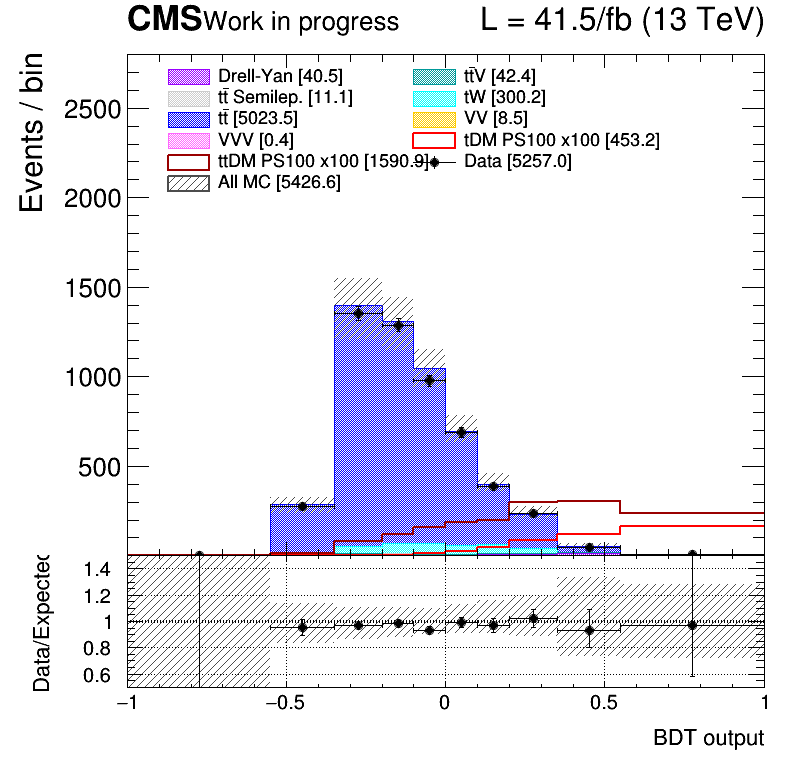 CMS Work in progress L = 41.5/fb (13 TeV)
Events / bin
Drell-Yan [40.5] tt̄V [42.4]
tt̄ Semilep. [11.1] tW [300.2]
tt̄ [5023.5] VV [8.5]
VVV [0.4] tDM PS100 x100 [453.2]
ttDM PS100 x100 [1590.9] Data [5257.0]
All MC [5426.6]
2500
2000
1500
1000
500
Data/Expected
1.4
1.2
1
0.8
0.6
−1 −0.5 0 0.5 1
BDT output